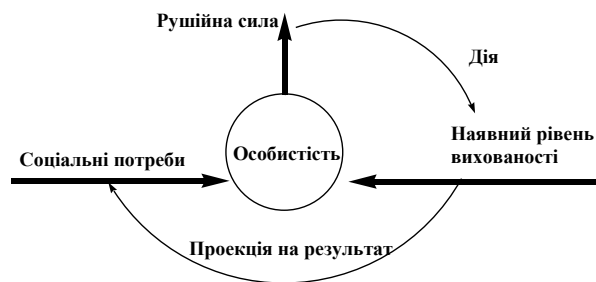 Рушійна сила
Дія
Наявний рівень
вихованості
Соціальні потреби
Особистість
Проекція на результат